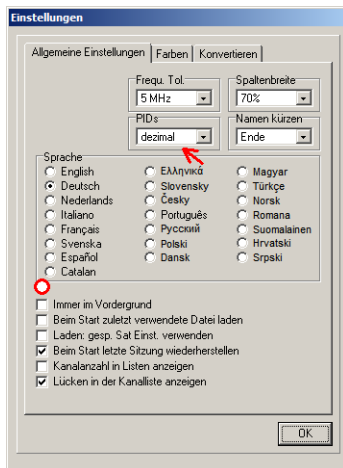 Einstellungen
Allgemeine Einstellungen Farben Konvertieren
Frequ. Tol. Spaltenbreite
5 MHz 70%
PIDs Namen kürzen
dezimal Ende
Sprache
English Ελληνικά Magyar
Deutsch Slovensky Türkçe
Nederlands Česky Norsk
Italiano Português Romana
Français Русский Suomalainen
Svenska Polski Hrvatski
Español Dansk Srpski
Catalan
Immer im Vordergrund
Beim Start zuletzt verwendete Datei laden
Laden: gesp. Sat Einst. verwenden
Beim Start letzte Sitzung wiederherstellen
Kanalanzahl in Listen anzeigen
Lücken in der Kanalliste anzeigen
OK